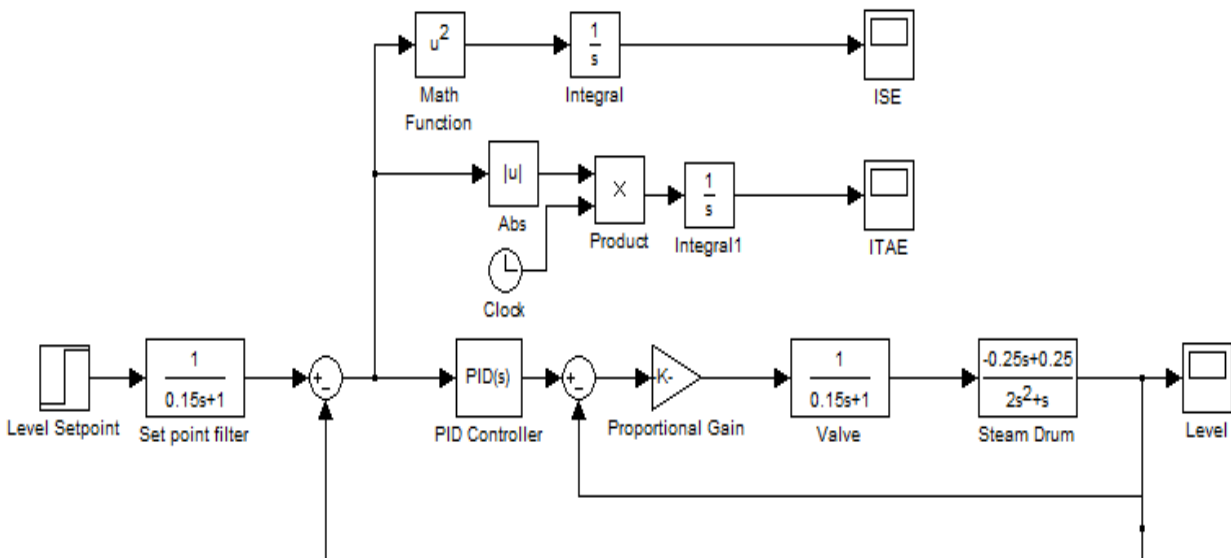 u2
1
s
Math
Function
Integral
ISE
|u|
Abs
X
Product
1
s
Integral1
ITAE
Clock
Level Setpoint
1
0.15s+1
Set point filter
+
-
PID(s)
PID Controller
+
-
K-
Proportional Gain
1
0.15s+1
Valve
-0.25s+0.25
2s2+s
Steam Drum
Level